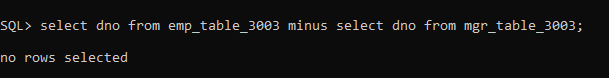 SQL> select dno from emp_table_3003 minus select dno from mgr_table_3003;
no rows selected